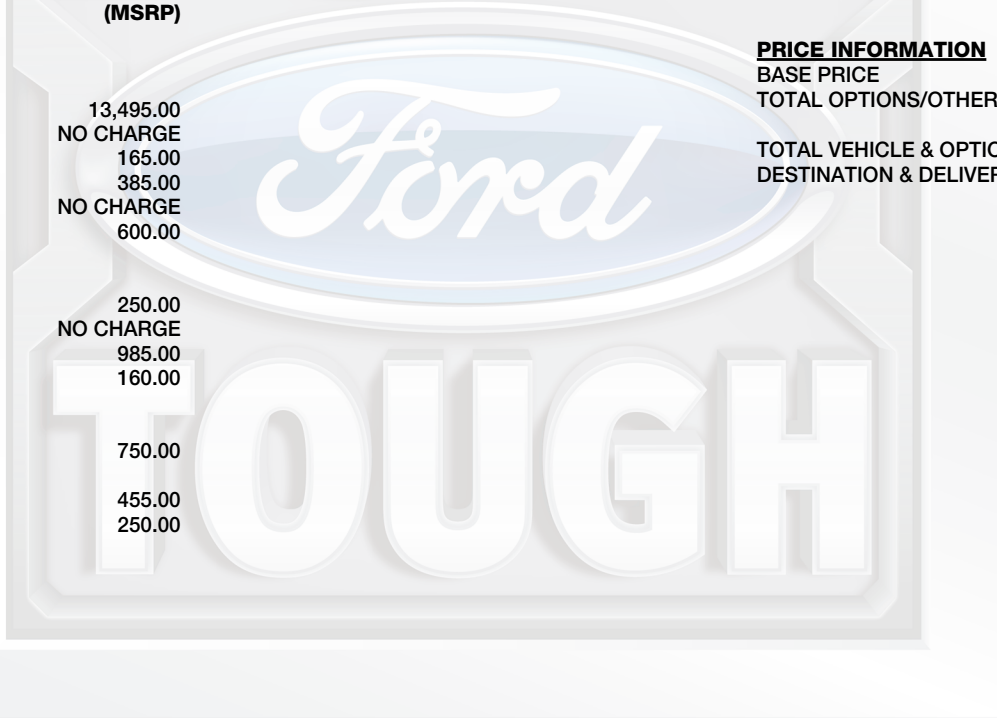 (MSRP)
13,495.00
NO CHARGE
165.00
385.00
NO CHARGE
600.00
250.00
NO CHARGE
985.00
160.00
750.00
455.00
250.00
PRICE INFORMATION
BASE PRICE
TOTAL OPTIONS/OTHER
TOTAL VEHICLE & OPTIO
DESTINATION & DELIVER
Ford
TOUGH